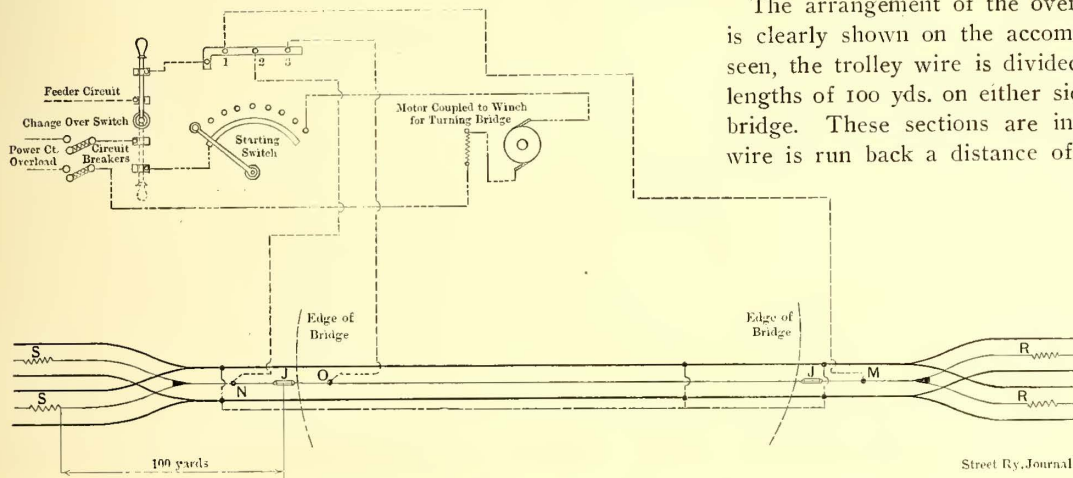 The arrangement of the over
is clearly shown on the accom
seen, the trolley wire is divided
lengths of 100 yds. on either sid
bridge. These sections are in
wire is run back a distance of
1 2 3
Feeder Circuit
Change Over Switch
Power Ct.
Overload
Circuit
Breakers
Starting
Switch
Motor Coupled to Winch
for Turning Bridge
Edge of
Bridge
Edge of
Bridge
S
S
N
J
O
J
M
R
R
100 yards
Street Ry. Journal